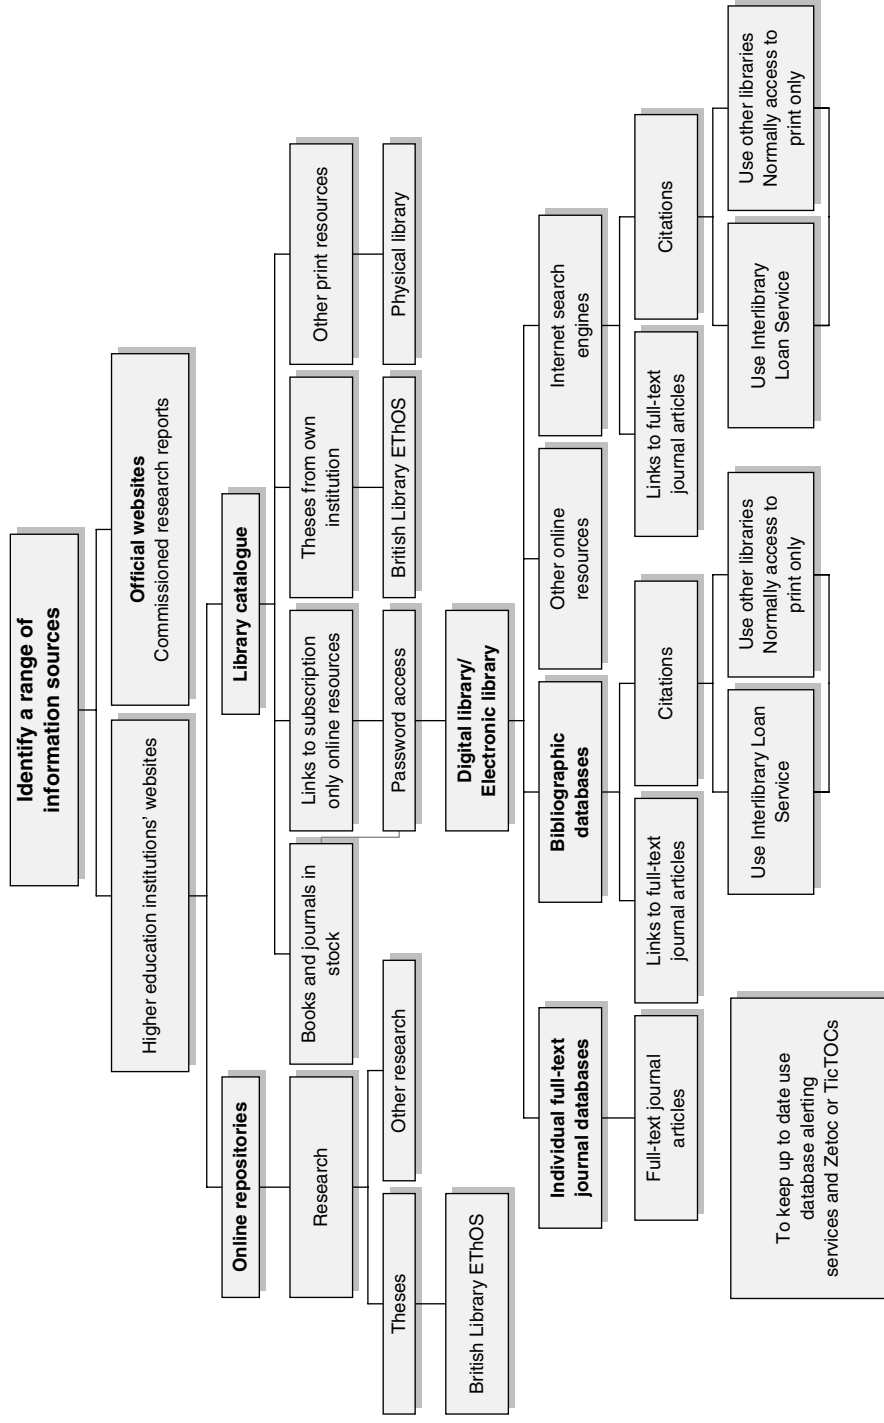 Identify a range of
information sources
Higher education institutions' websites
Official websites
Commissioned research reports
Online repositories
Library catalogue
Research
Books and journals in
stock
Links to subscription
only online resources
Theses from own
institution
Other print resources
Theses
Other research
Password access
British Library EThOS
Physical library
British Library EThOS
Digital library/
Electronic library
Individual full-text
journal databases
Bibliographic
databases
Other online
resources
Internet search
engines
Full-text journal
articles
Links to full-text
journal articles
Citations
Links to full-text
journal articles
Citations
Use Interlibrary Loan
Service
Use other libraries
Normally access to
print only
Use Interlibrary
Loan Service
Use other libraries
Normally access to
print only
To keep up to date use
database alerting
services and Zetoc or TicTOCs